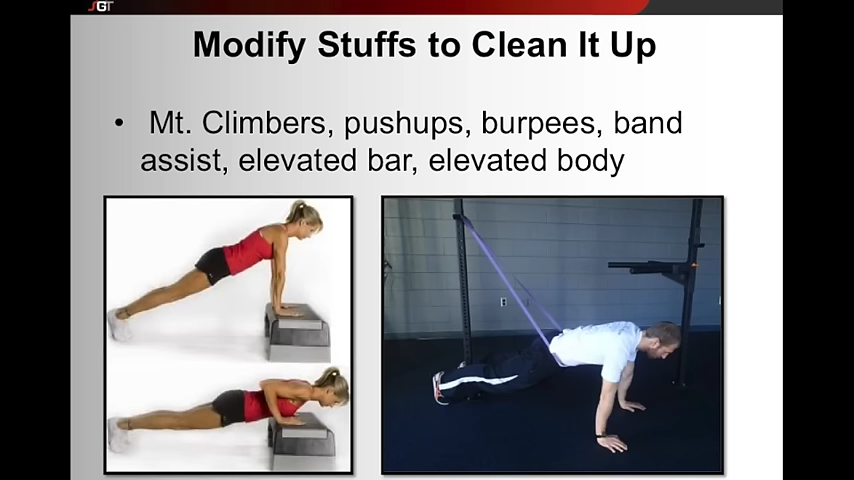 SGT
Modify Stuffs to Clean It Up
• Mt. Climbers, pushups, burpees, band
assist, elevated bar, elevated body